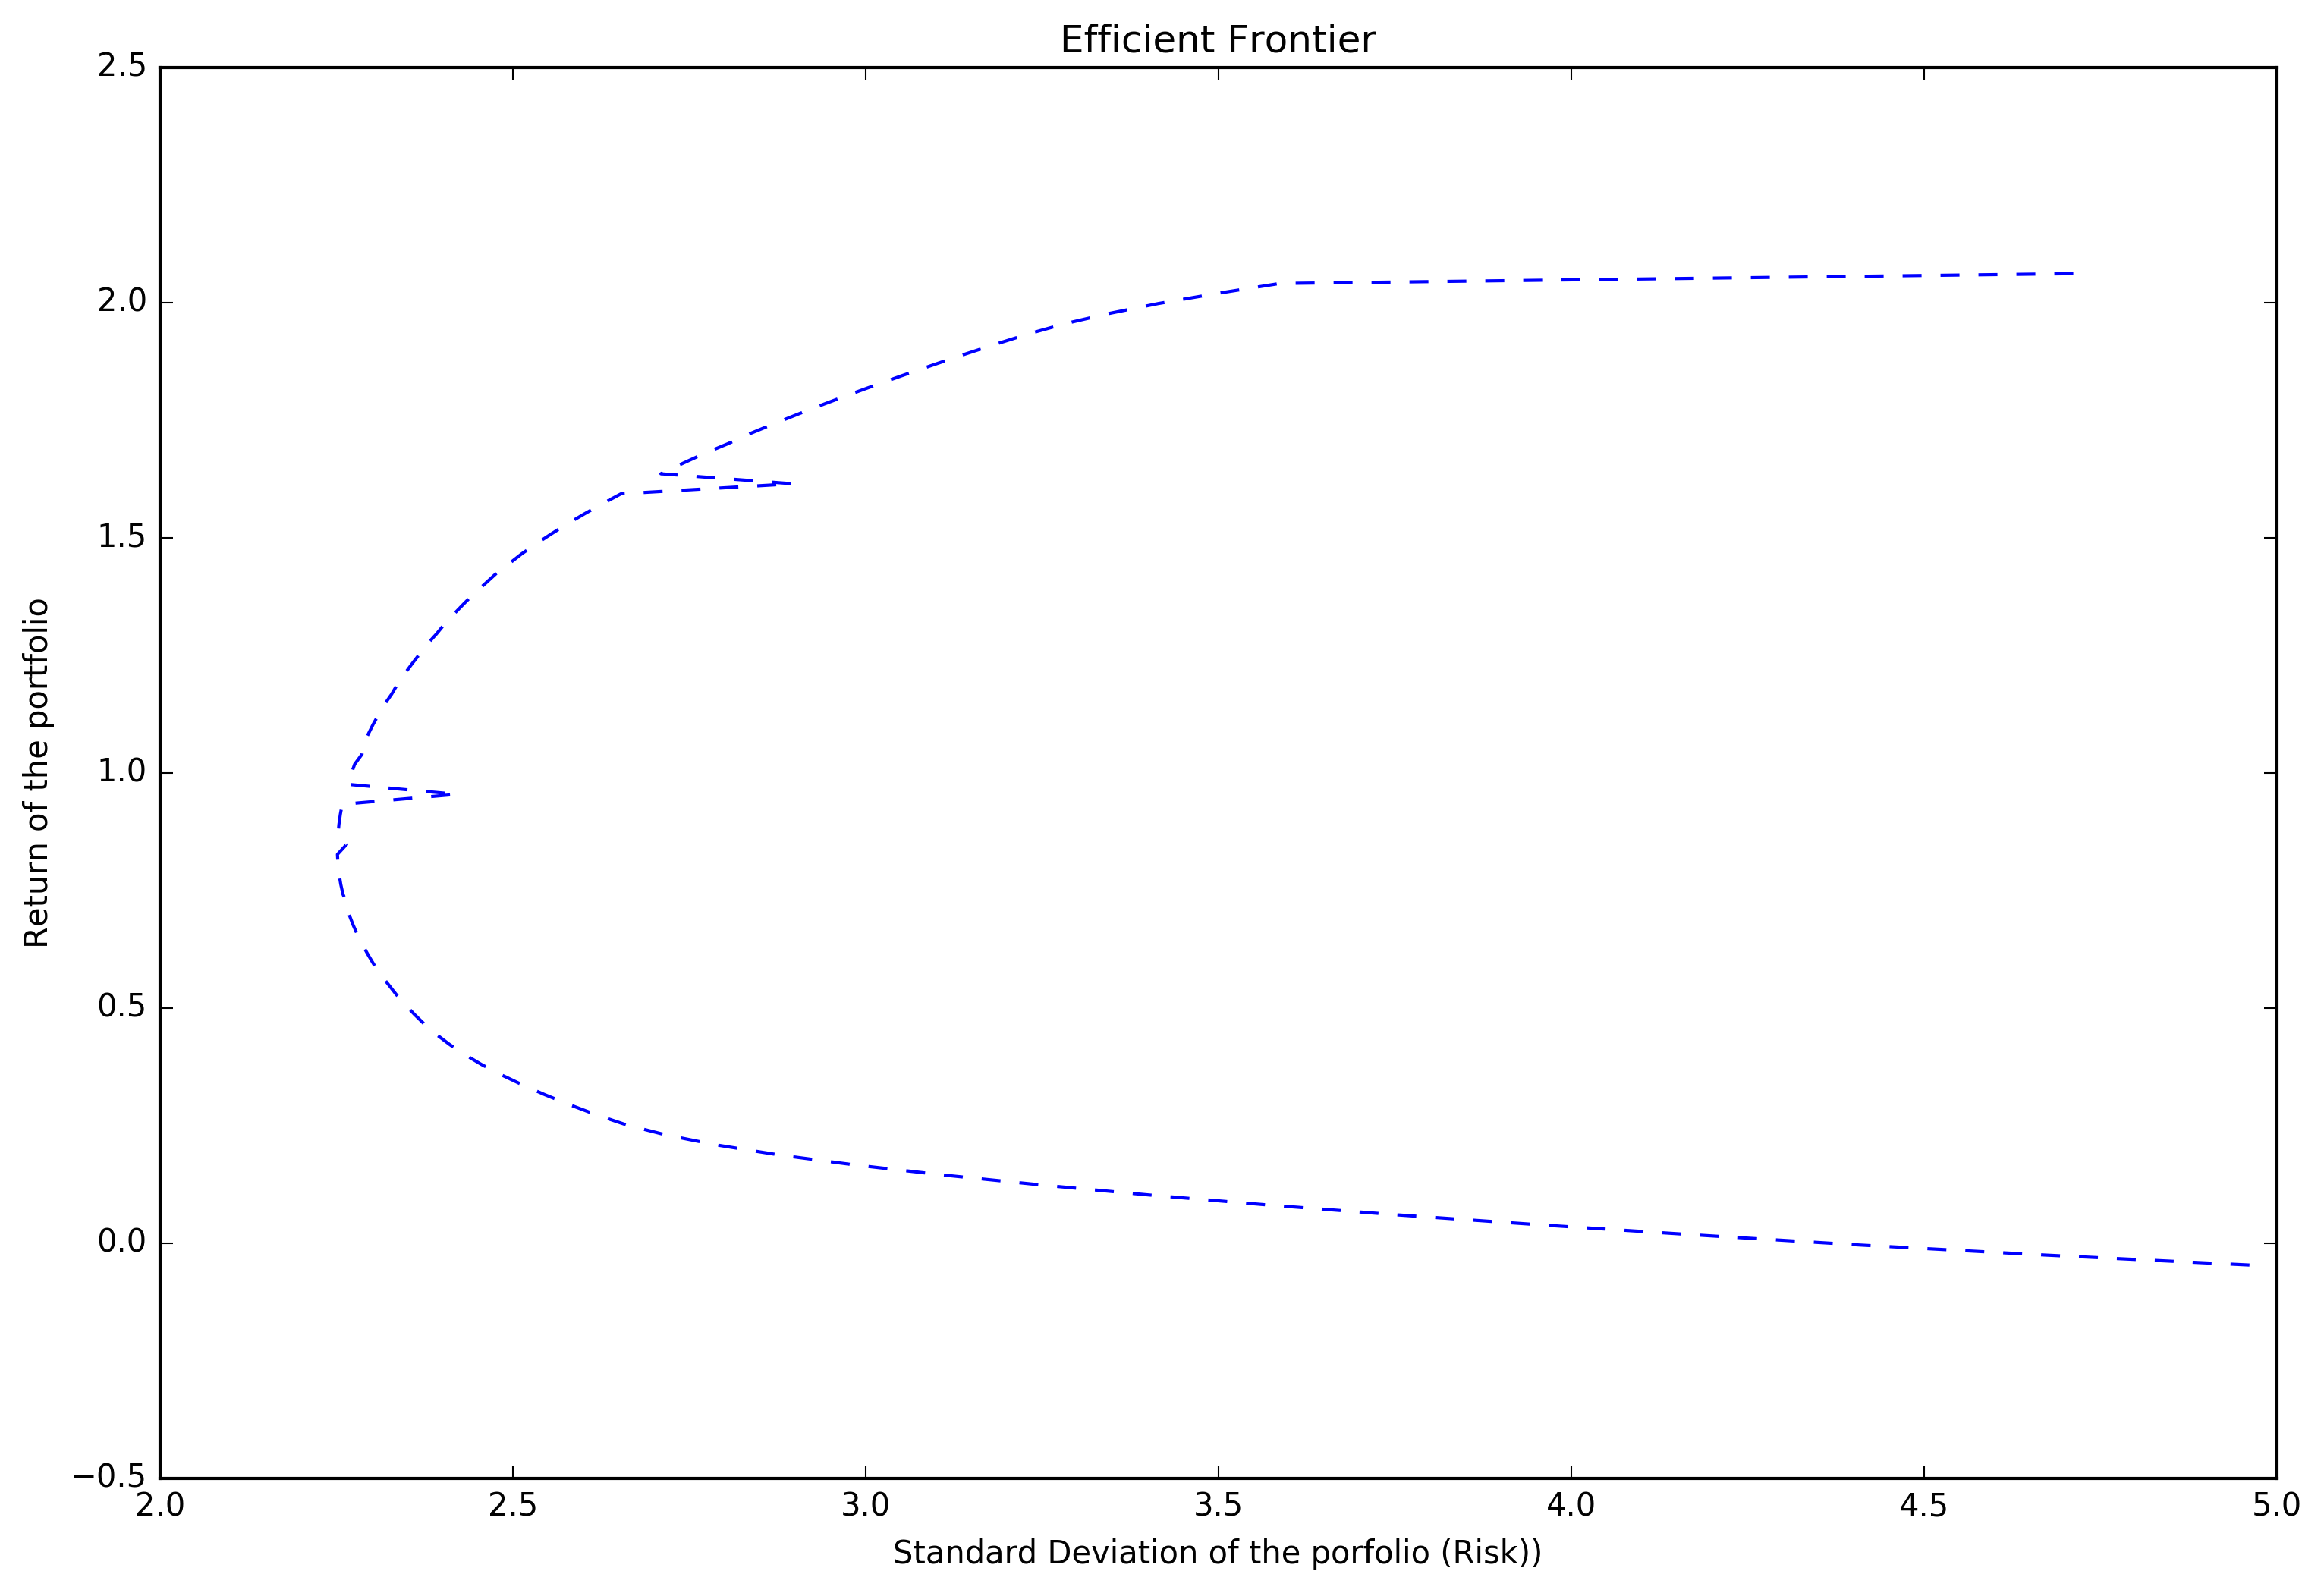 Efficient Frontier
2.5
2.0
1.5
1.0
0.5
0.0
−0.5
Return of the portfolio
2.0 2.5 3.0 3.5 4.0 4.5 5.0
Standard Deviation of the porfolio (Risk))